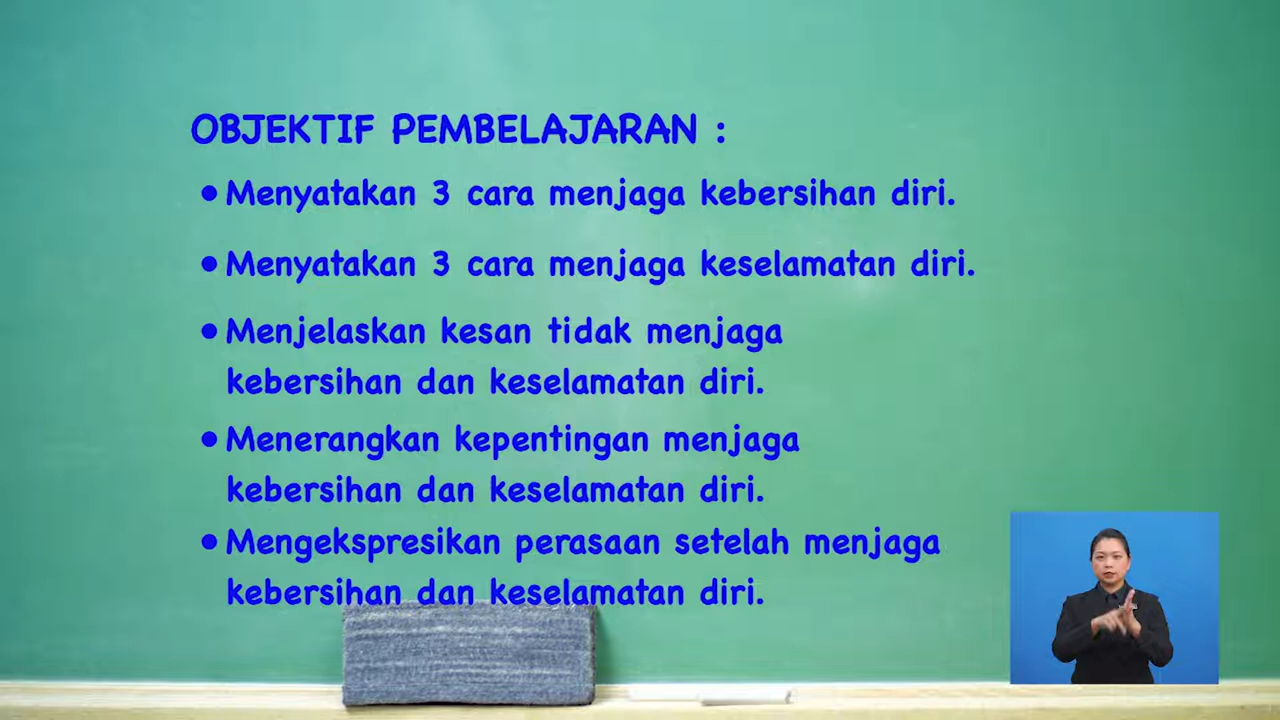 OBJEKTIF PEMBELAJARAN :
• Menyatakan 3 cara menjaga kebersihan diri.
• Menyatakan 3 cara menjaga keselamatan diri.
• Menjelaskan kesan tidak menjaga
kebersihan dan keselamatan diri.
• Menerangkan kepentingan menjaga
kebersihan dan keselamatan diri.
• Mengekspresikan perasaan setelah menjaga
kebersihan dan keselamatan diri.